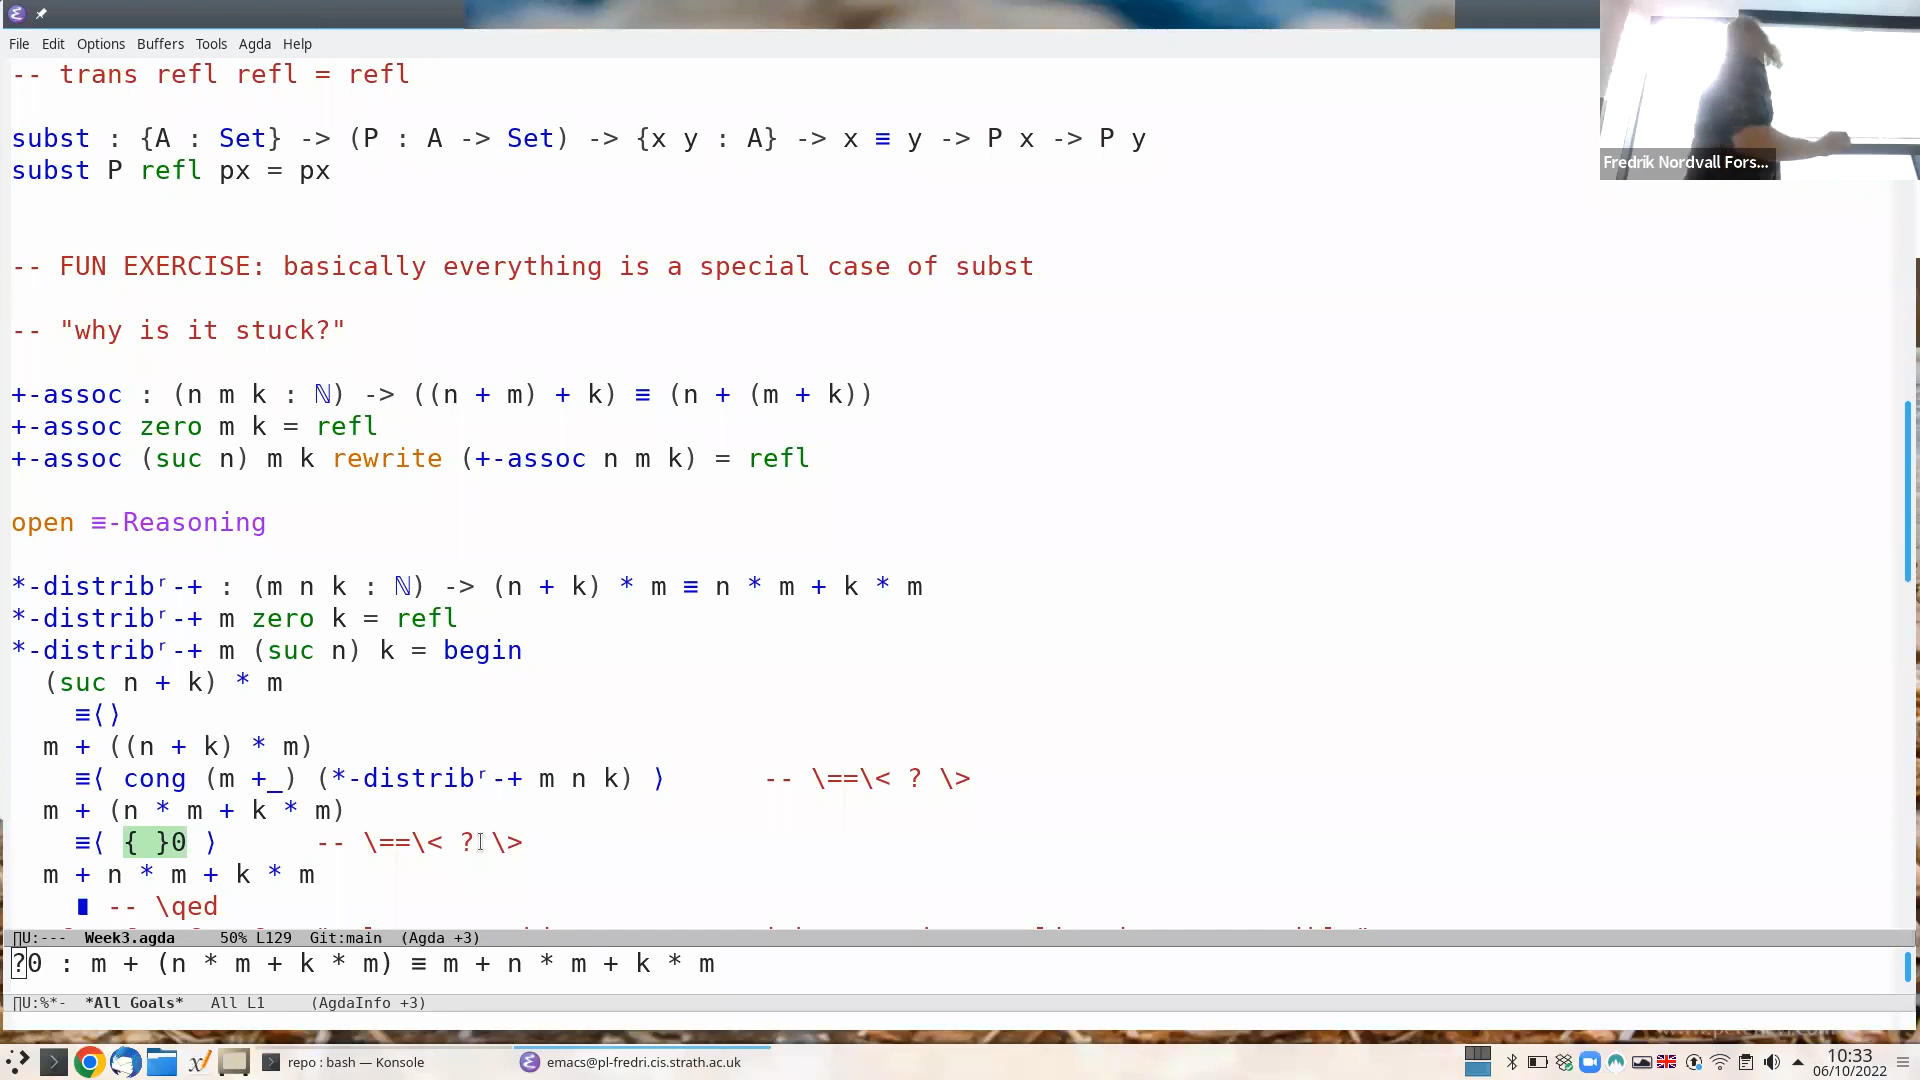 File Edit Options Buffers Tools Agda Help
-- trans refl refl = refl
subst : {A : Set} -> (P : A -> Set) -> {x y : A} -> x ≡ y -> P x -> P y
subst P refl px = px
Fredrik Nordvall Fors...
-- FUN EXERCISE: basically everything is a special case of subst
-- "why is it stuck?"
+-assoc : (n m k : ℕ) -> ((n + m) + k) ≡ (n + (m + k))
+-assoc zero m k = refl
+-assoc (suc n) m k rewrite (+-assoc n m k) = refl
open ≡-Reasoning
*-distribʳ-+ : (m n k : ℕ) -> (n + k) * m ≡ n * m + k * m
*-distribʳ-+ m zero k = refl
*-distribʳ-+ m (suc n) k = begin
(suc n + k) * m
≡⟨⟩
m + ((n + k) * m)
≡⟨ cong (m +_) (*-distribʳ-+ m n k) ⟩ -- \==\< ? \>
m + (n * m + k * m)
≡⟨ { }0 ⟩ -- \==\< ? \>
m + n * m + k * m
∎ -- \qed
∏U:--- Week3.agda 50% L129 Git:main (Agda +3)
?0 : m + (n * m + k * m) ≡ m + n * m + k * m
∏U:%*- *All Goals* All L1 (AgdaInfo +3)
repo : bash — Konsole
emacs@pl-fredri.cis.strath.ac.uk
10:33
06/10/2022